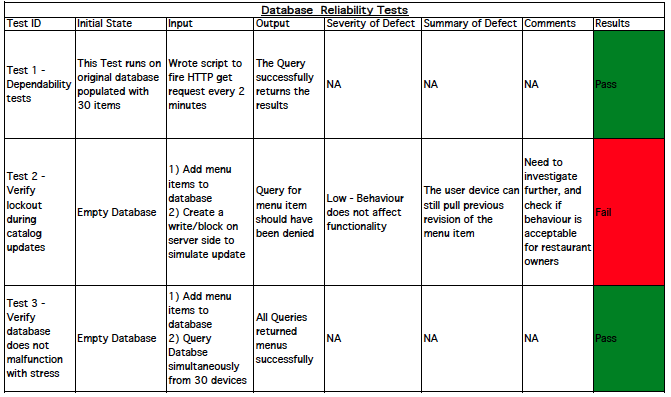 Database  Reliability Tests
Test ID
Initial State
Input
Output
Severity of Defect
Summary of Defect
Comments
Results
Test 1 -
Dependability
tests
This Test runs on
original database
populated with
30 items
Wrote script to
fire HTTP get
request every 2
minutes
The Query
successfully
returns the
results
NA
NA
NA
Pass
Test 2 -
Verify
lockout
during
catalog
updates
Empty Database
1) Add menu
items to
database
2) Create a
write/block on
server side to
simulate update
Query for
menu item
should have
been denied
Low - Behaviour
does not affect
functionality
The user device can
still pull previous
revision of the
menu item
Need to
investigate
further, and
check if
behaviour is
acceptable
for restaurant
owners
Fail
Test 3 -
Verify
database
does not
malfunction
with stress
Empty Database
1) Add menu
items to
database
2) Query
Databse
simultaneously
from 30 devices
All Queries
returned
menus
successfully
NA
NA
NA
Pass